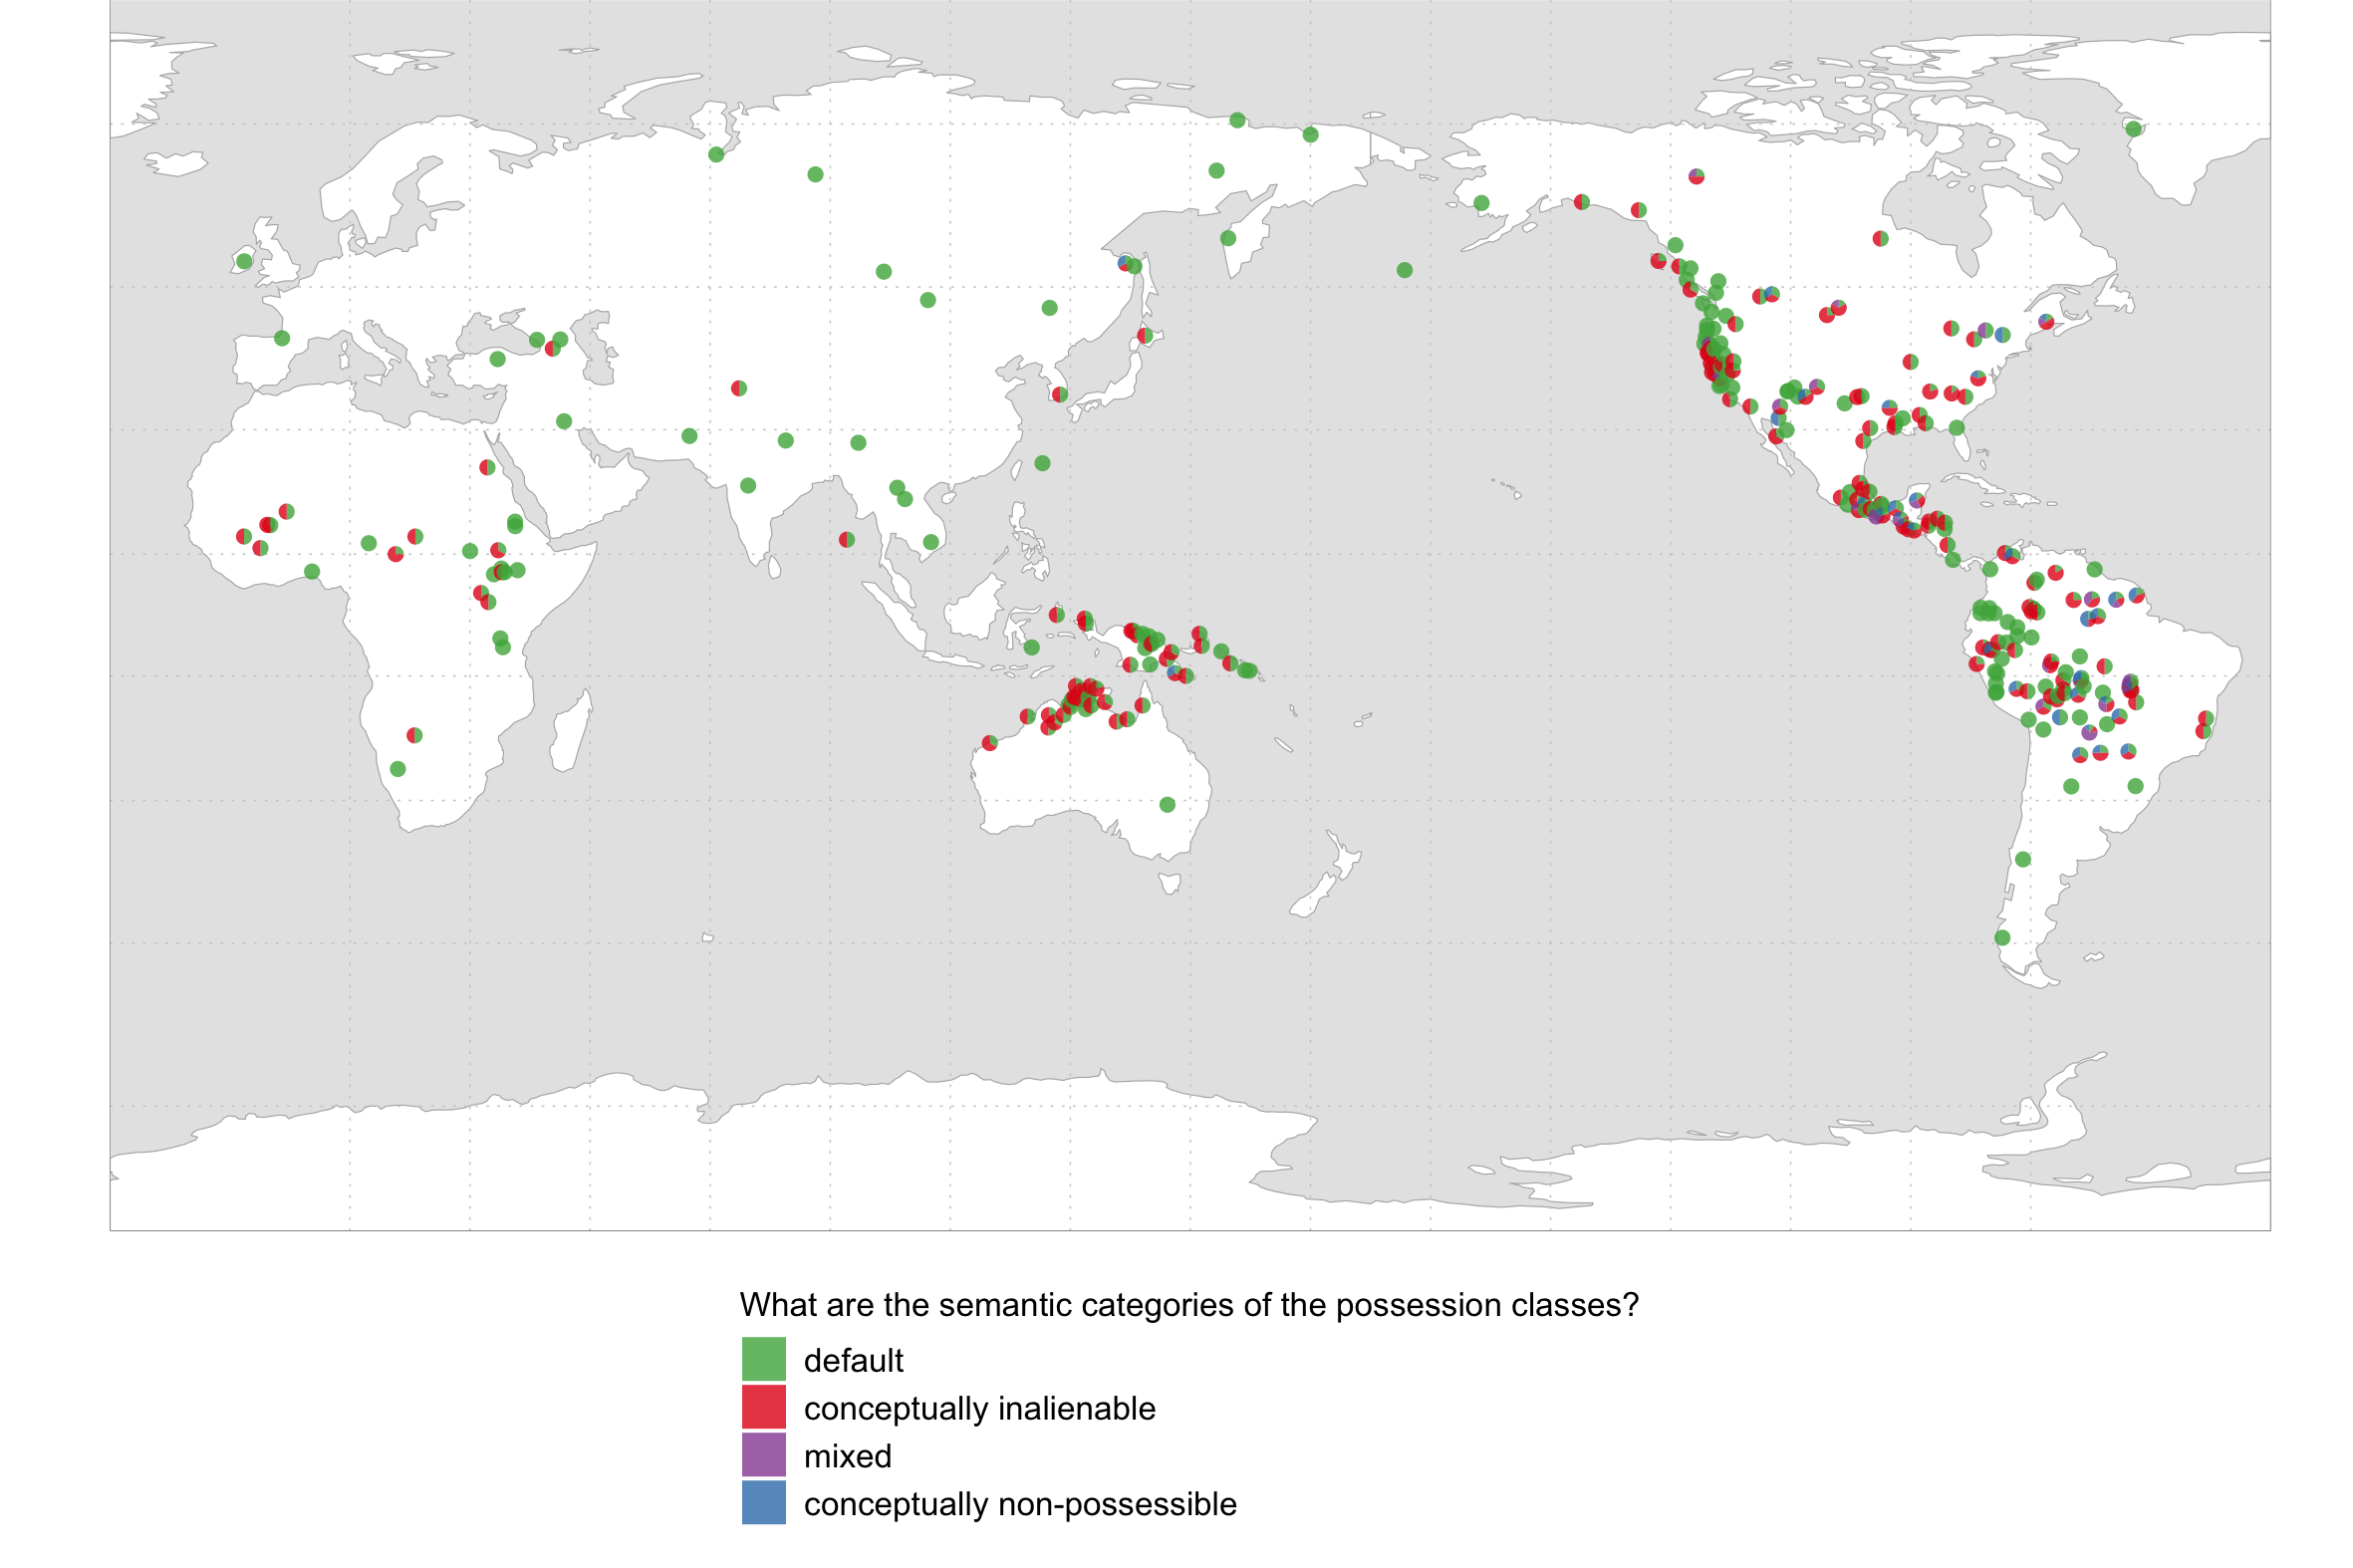 What are the semantic categories of the possession classes?
default
conceptually inalienable
mixed
conceptually non-possessible